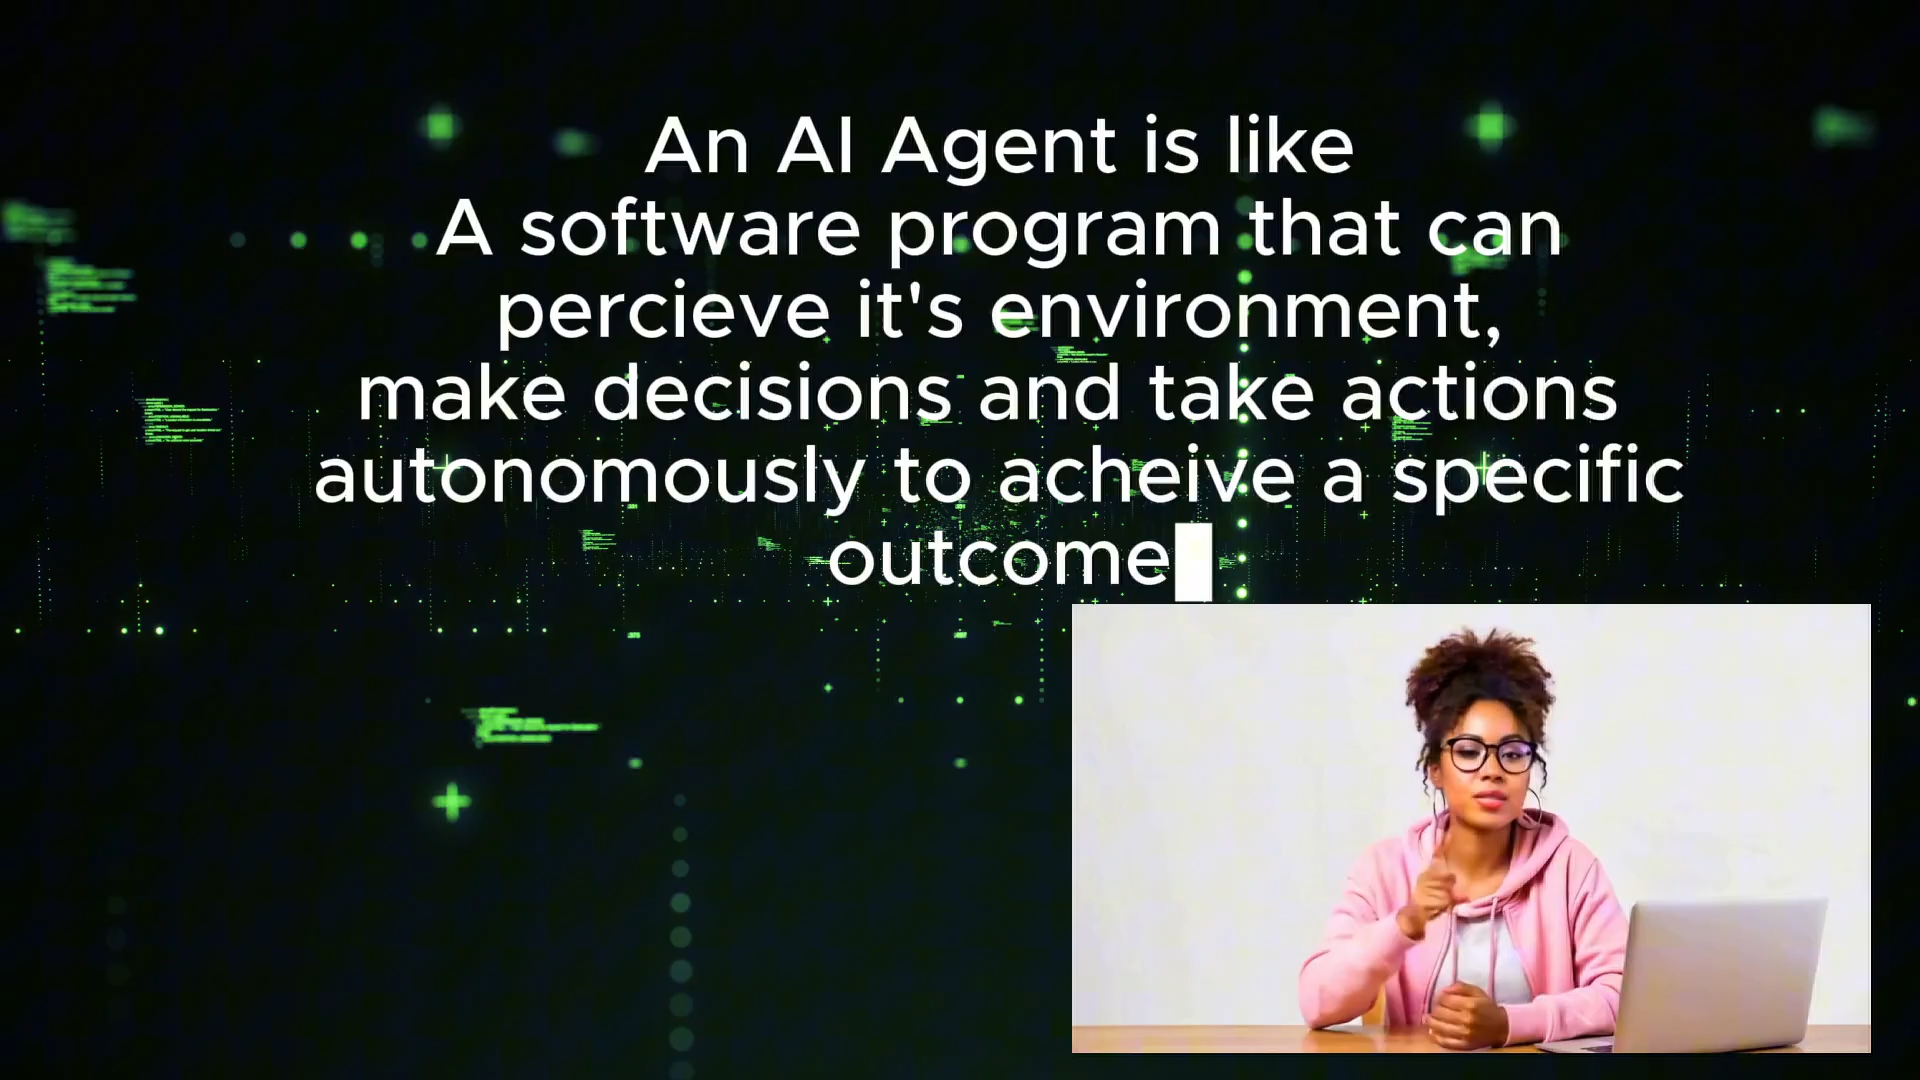 An AI Agent is like
A software program that can
percieve it's environment,
make decisions and take actions
autonomously to acheive a specific
outcome